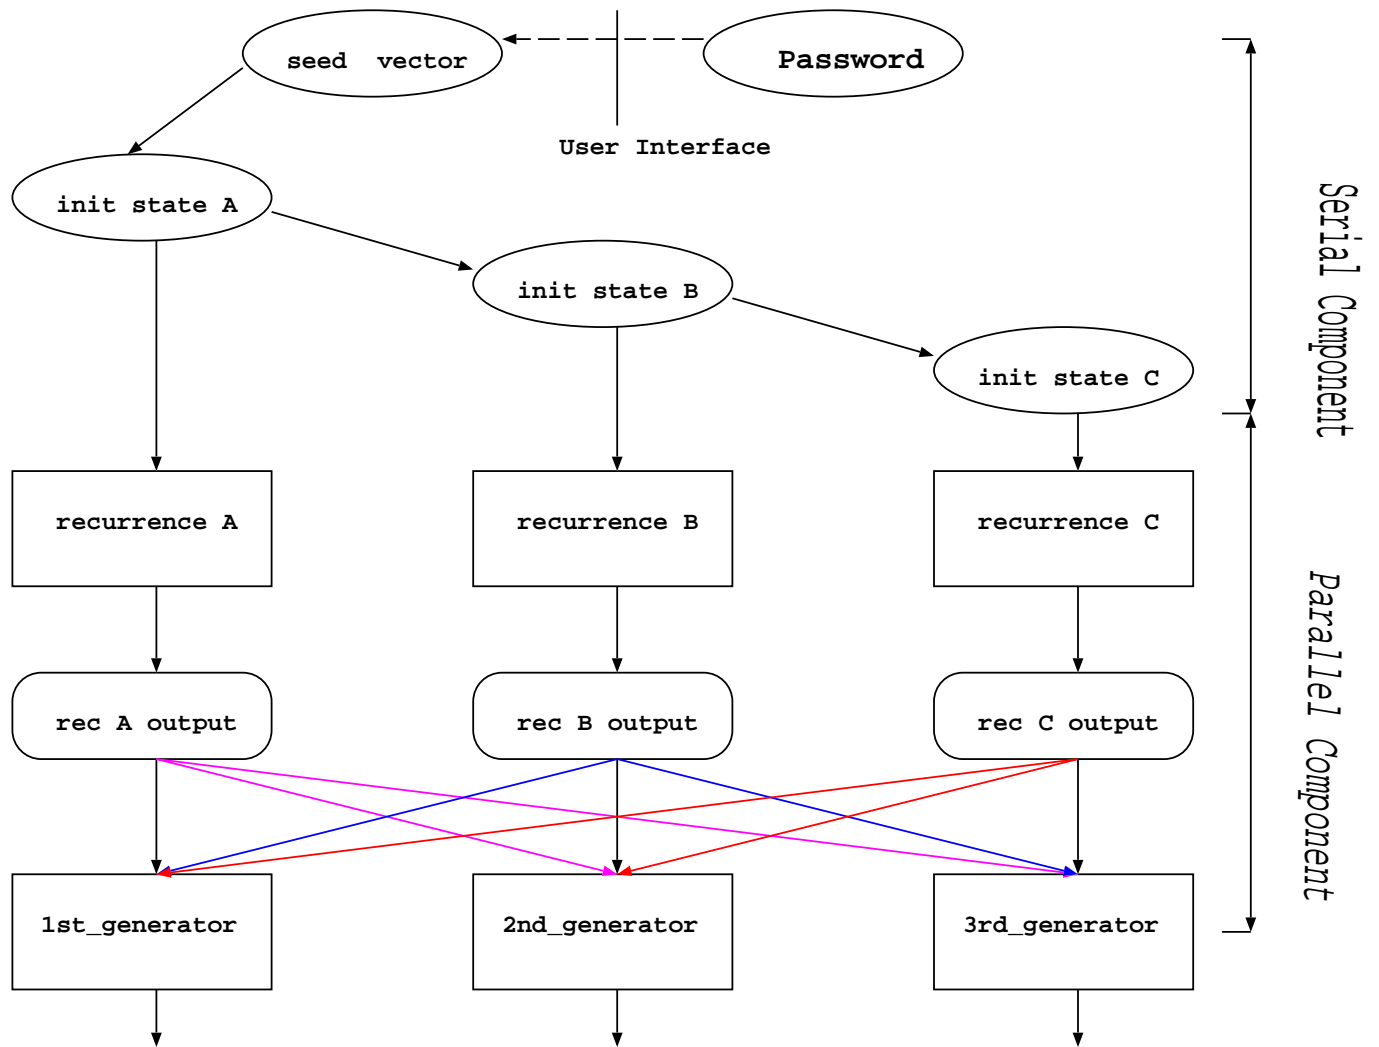 seed vector
Password
User Interface
init state A
init state B
init state C
Serial Component
recurrence A
recurrence B
recurrence C
Parallel Component
rec A output
rec B output
rec C output
1st_generator
2nd_generator
3rd_generator